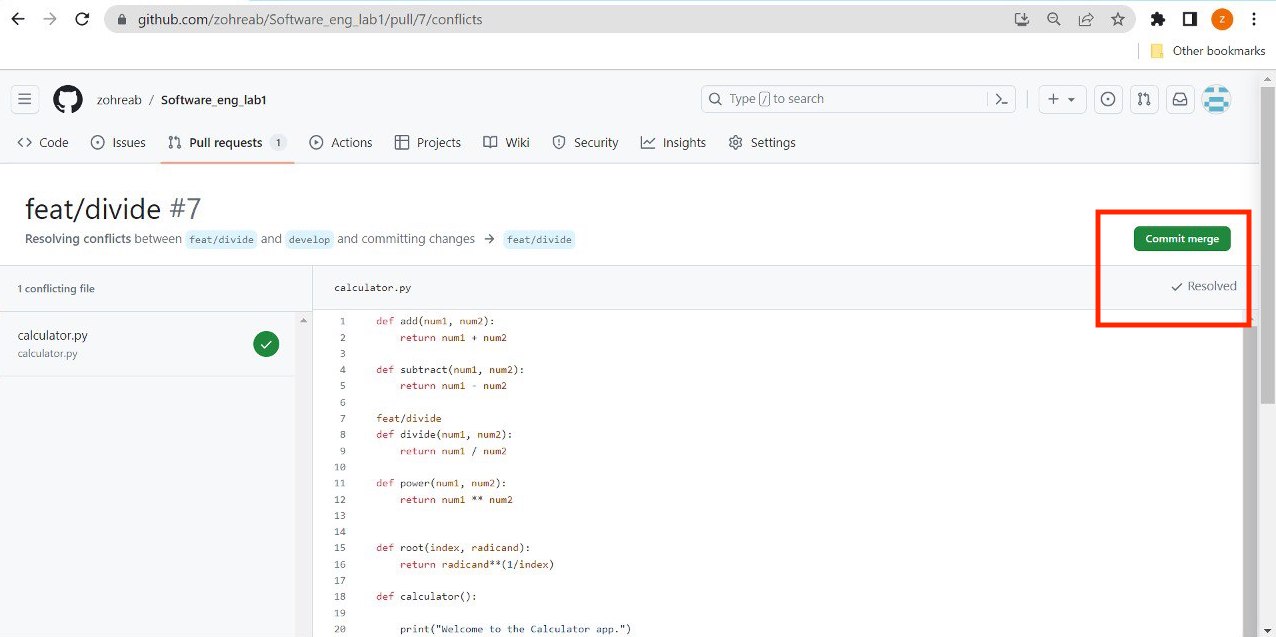 github.com/zohreab/Software_eng_lab1/pull/7/conflicts
Z
Other bookmarks
zohreab / Software_eng_lab1
Type / to search
Code Issues Pull requests 1 Actions Projects Wiki Security Insights Settings
feat/divide #7
Resolving conflicts between feat/divide and develop and committing changes → feat/divide
Commit merge
1 conflicting file
calculator.py
Resolved
calculator.py
calculator.py
1 def add(num1, num2):
2 return num1 + num2
3
4 def subtract(num1, num2):
5 return num1 - num2
6
7 feat/divide
8 def divide(num1, num2):
9 return num1 / num2
10
11 def power(num1, num2):
12 return num1 ** num2
13
14
15 def root(index, radicand):
16 return radicand**(1/index)
17
18 def calculator():
19
20 print("Welcome to the Calculator app.")